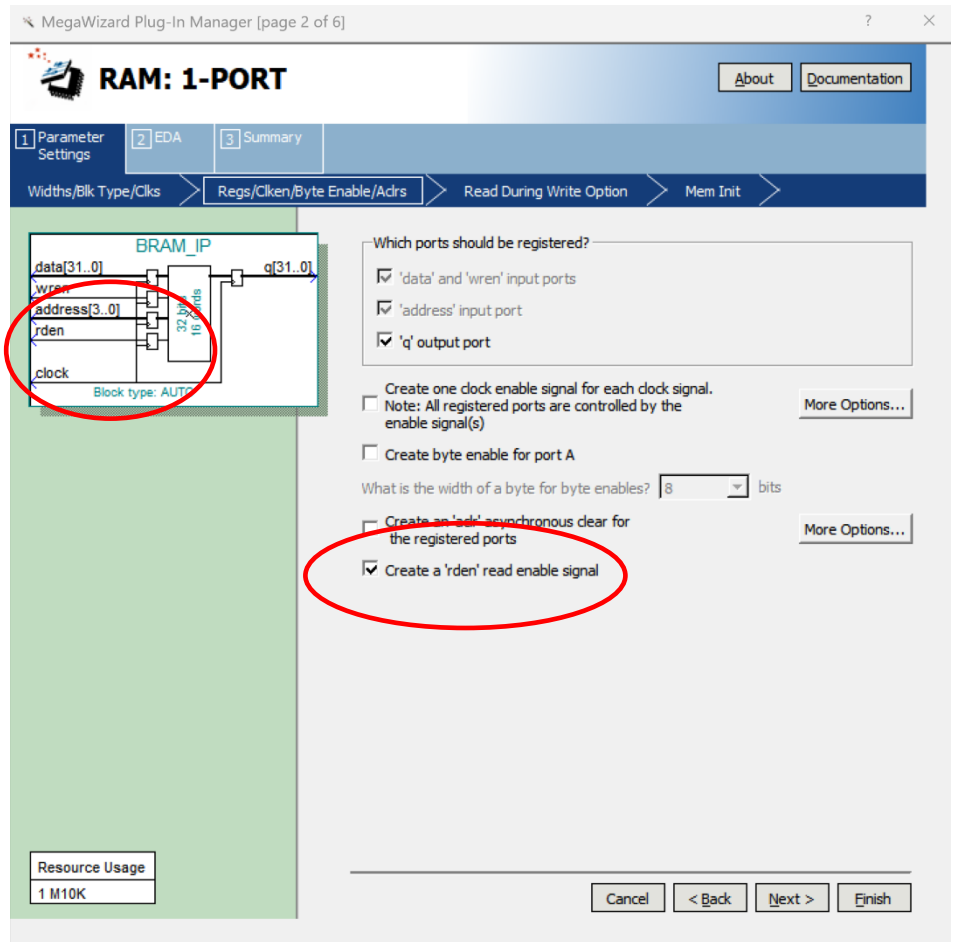 MegaWizard Plug-In Manager [page 2 of 6]
? ×
RAM: 1-PORT
About
Documentation
1 Parameter Settings
2 EDA
3 Summary
Widths/Blk Type/Clks
Regs/Clken/Byte Enable/Aclrs
Read During Write Option
Mem Init
BRAM_IP
data[31..0]
q[31..0]
wren
address[3..0]
rden
clock
32 bits
16 words
Block type: AUTO
Which ports should be registered?
'data' and 'wren' input ports
'address' input port
'q' output port
Create one clock enable signal for each clock signal.
Note: All registered ports are controlled by the
enable signal(s)
More Options...
Create byte enable for port A
What is the width of a byte for byte enables? 8 bits
Create an 'aclr' asynchronous clear for
the registered ports
More Options...
Create a 'rden' read enable signal
Resource Usage
1 M10K
Cancel
< Back
Next >
Finish